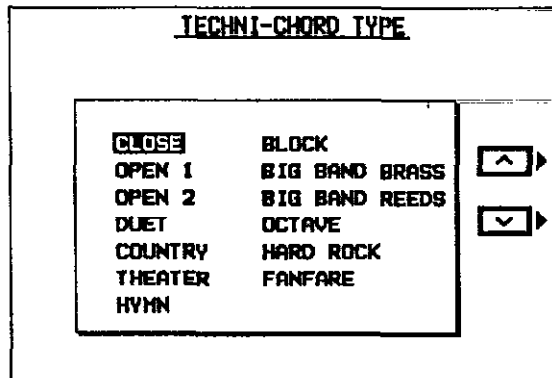 TECHNI-CHORD TYPE
CLOSE BLOCK
OPEN 1 BIG BAND BRASS
OPEN 2 BIG BAND REEDS
DUET OCTAVE
COUNTRY HARD ROCK
THEATER FANFARE
HYMN